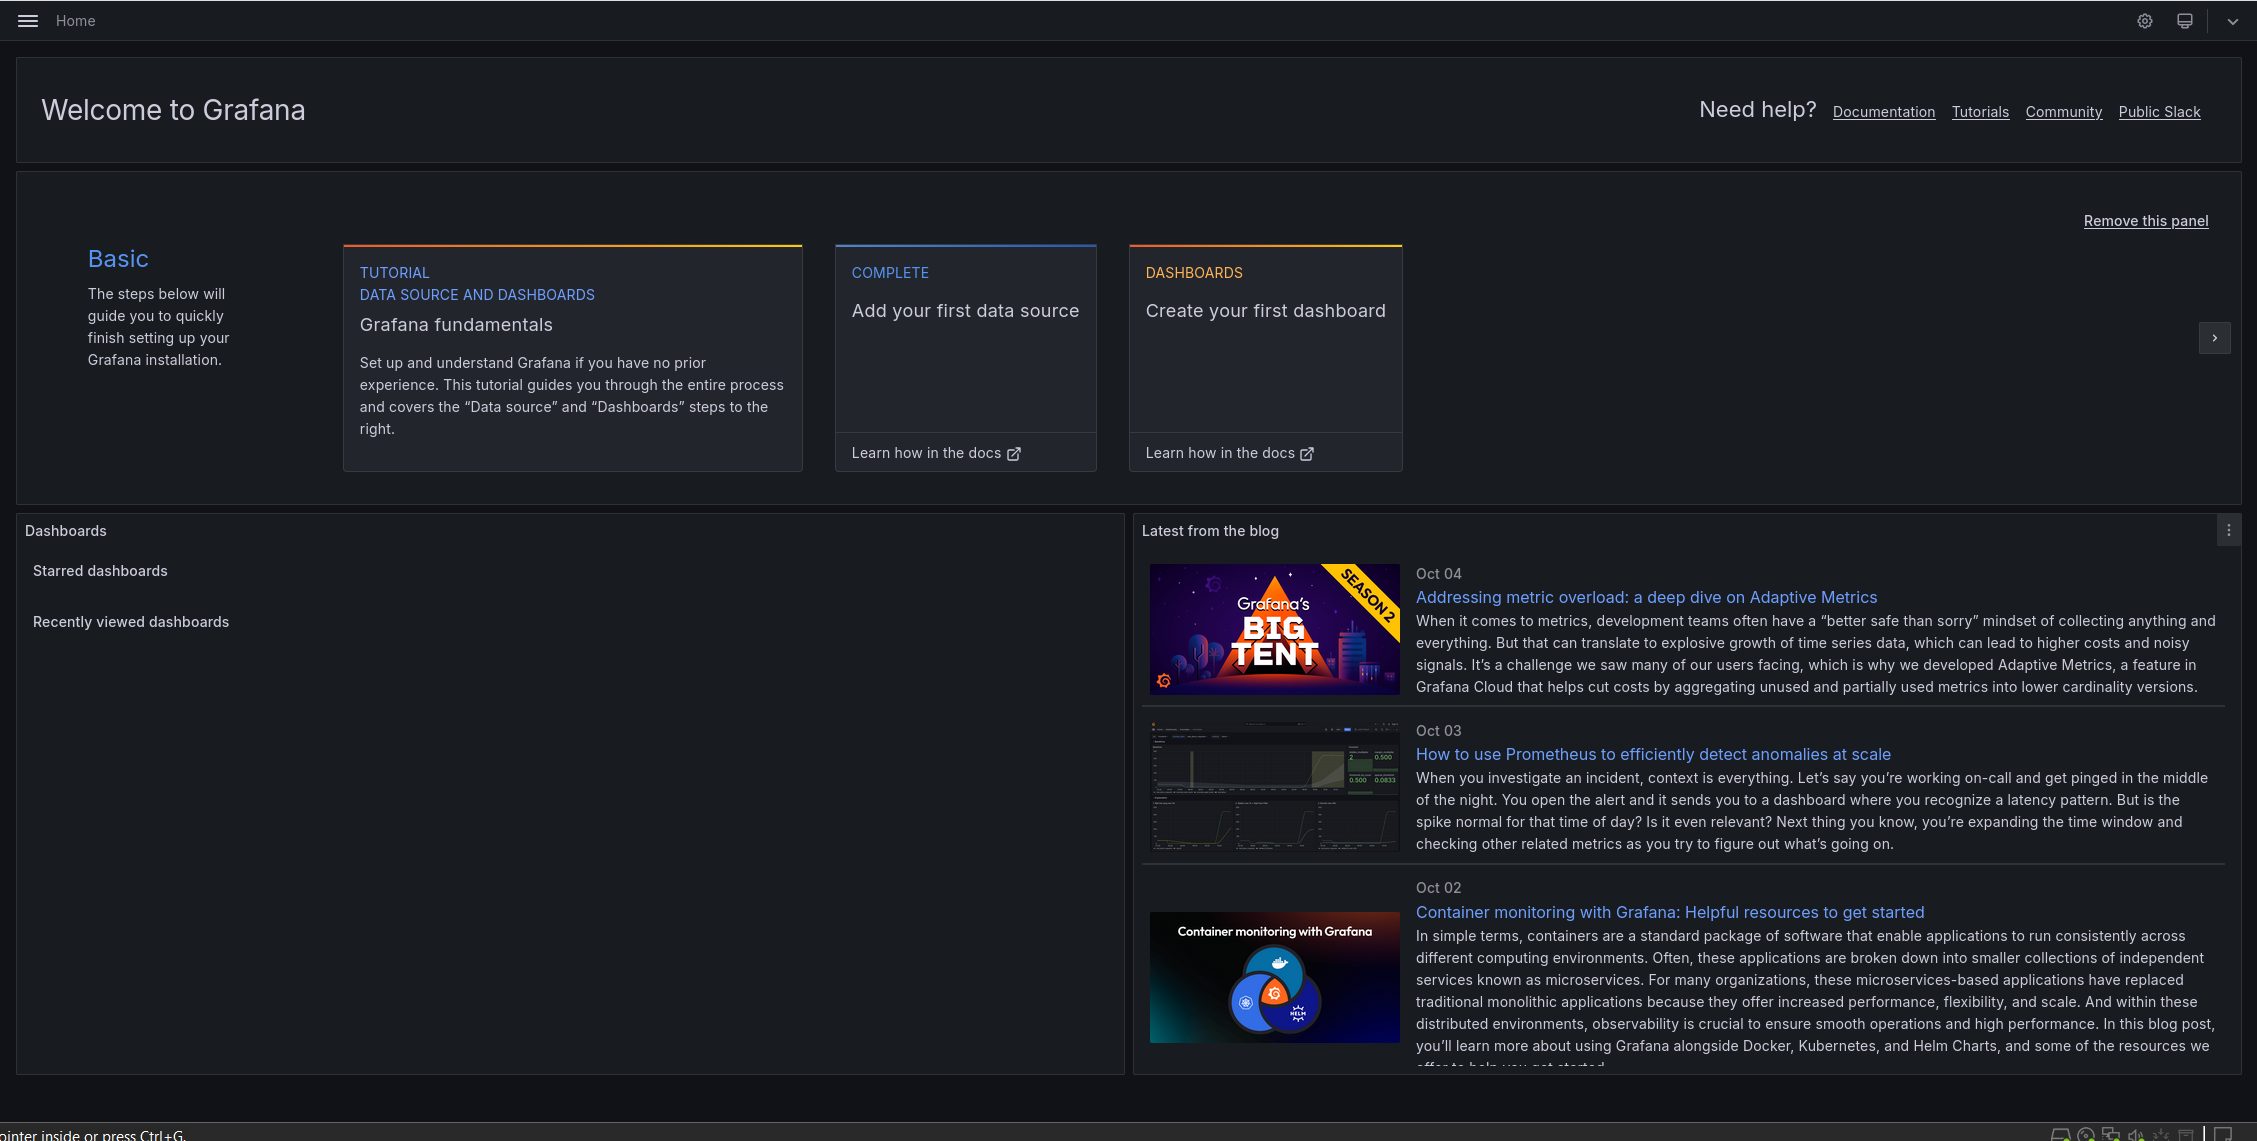 Home
Welcome to Grafana
Need help? Documentation Tutorials Community Public Slack
Remove this panel
Basic
The steps below will
guide you to quickly
finish setting up your
Grafana installation.
TUTORIAL
DATA SOURCE AND DASHBOARDS
Grafana fundamentals
Set up and understand Grafana if you have no prior
experience. This tutorial guides you through the entire process
and covers the “Data source” and “Dashboards” steps to the
right.
COMPLETE
Add your first data source
Learn how in the docs
DASHBOARDS
Create your first dashboard
Learn how in the docs
Dashboards
Starred dashboards
Recently viewed dashboards
Latest from the blog
Grafana's
BIG
TENT
SEASON 2
Oct 04
Addressing metric overload: a deep dive on Adaptive Metrics
When it comes to metrics, development teams often have a “better safe than sorry” mindset of collecting anything and
everything. But that can translate to explosive growth of time series data, which can lead to higher costs and noisy
signals. It’s a challenge we saw many of our users facing, which is why we developed Adaptive Metrics, a feature in
Grafana Cloud that helps cut costs by aggregating unused and partially used metrics into lower cardinality versions.
2
0.500
0.500
0.0833
Oct 03
How to use Prometheus to efficiently detect anomalies at scale
When you investigate an incident, context is everything. Let’s say you’re working on-call and get pinged in the middle
of the night. You open the alert and it sends you to a dashboard where you recognize a latency pattern. But is the
spike normal for that time of day? Is it even relevant? Next thing you know, you’re expanding the time window and
checking other related metrics as you try to figure out what’s going on.
Container monitoring with Grafana
HELM
Oct 02
Container monitoring with Grafana: Helpful resources to get started
In simple terms, containers are a standard package of software that enable applications to run consistently across
different computing environments. Often, these applications are broken down into smaller collections of independent
services known as microservices. For many organizations, these microservices-based applications have replaced
traditional monolithic applications because they offer increased performance, flexibility, and scale. And within these
distributed environments, observability is crucial to ensure smooth operations and high performance. In this blog post,
you’ll learn more about using Grafana alongside Docker, Kubernetes, and Helm Charts, and some of the resources we
offer to help you get started.
ointer inside or press Ctrl+G.